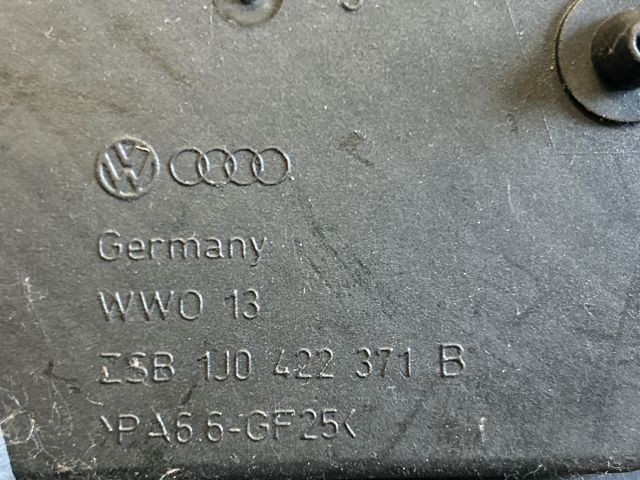 Germany
WWO 13
ZSB 1J0 422 371 B
>PA6.6-GF25<